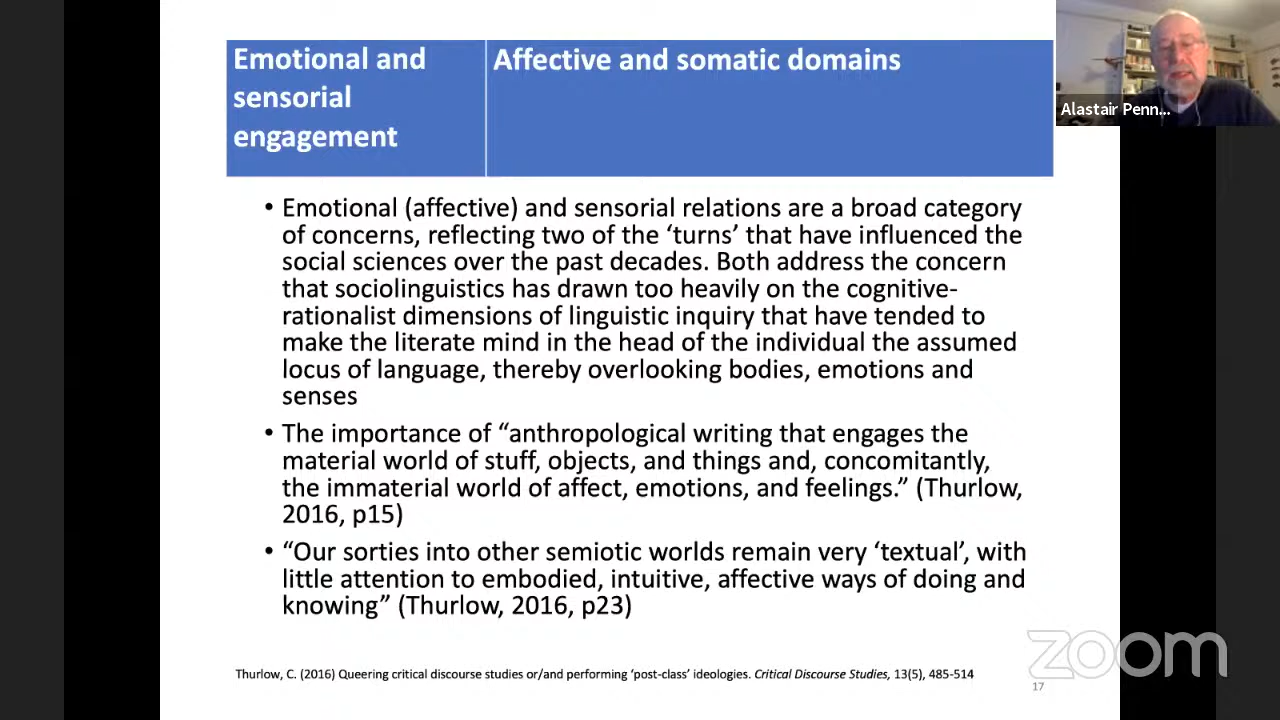 Emotional and
sensorial
engagement
Affective and somatic domains
Alastair Penn...
• Emotional (affective) and sensorial relations are a broad category
of concerns, reflecting two of the ‘turns’ that have influenced the
social sciences over the past decades. Both address the concern
that sociolinguistics has drawn too heavily on the cognitive-
rationalist dimensions of linguistic inquiry that have tended to
make the literate mind in the head of the individual the assumed
locus of language, thereby overlooking bodies, emotions and
senses
• The importance of “anthropological writing that engages the
material world of stuff, objects, and things and, concomitantly,
the immaterial world of affect, emotions, and feelings.” (Thurlow,
2016, p15)
• “Our sorties into other semiotic worlds remain very ‘textual’, with
little attention to embodied, intuitive, affective ways of doing and
knowing” (Thurlow, 2016, p23)
Thurlow, C. (2016) Queering critical discourse studies or/and performing ‘post-class’ ideologies. Critical Discourse Studies, 13(5), 485-514
zoom
17